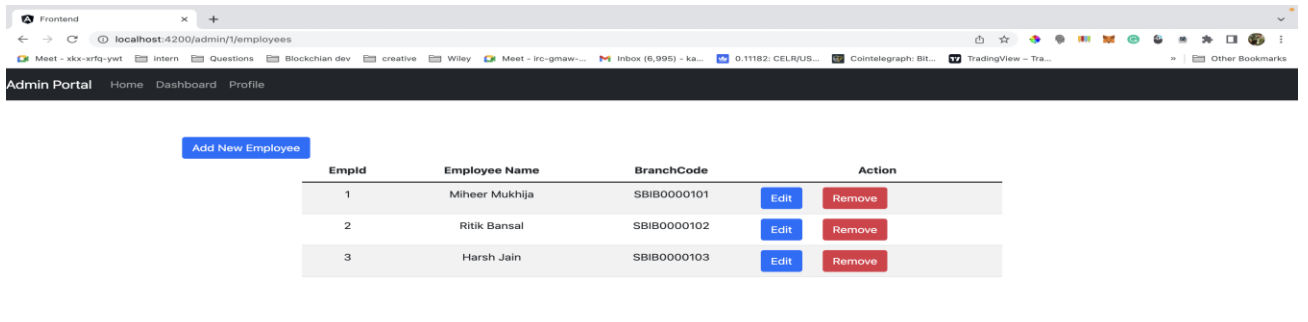 Frontend
localhost:4200/admin/1/employees
Meet - xkx-xrfq-ywt Intern Questions Blockchian dev creative Wiley Meet - irc-gmaw-... Inbox (6,995) - ka... 0.11182: CELR/US... Cointelegraph: Bit... TradingView – Tra... » Other Bookmarks
Admin Portal Home Dashboard Profile
Add New Employee
EmpId Employee Name BranchCode Action
1 Miheer Mukhija SBIB0000101 Edit Remove
2 Ritik Bansal SBIB0000102 Edit Remove
3 Harsh Jain SBIB0000103 Edit Remove